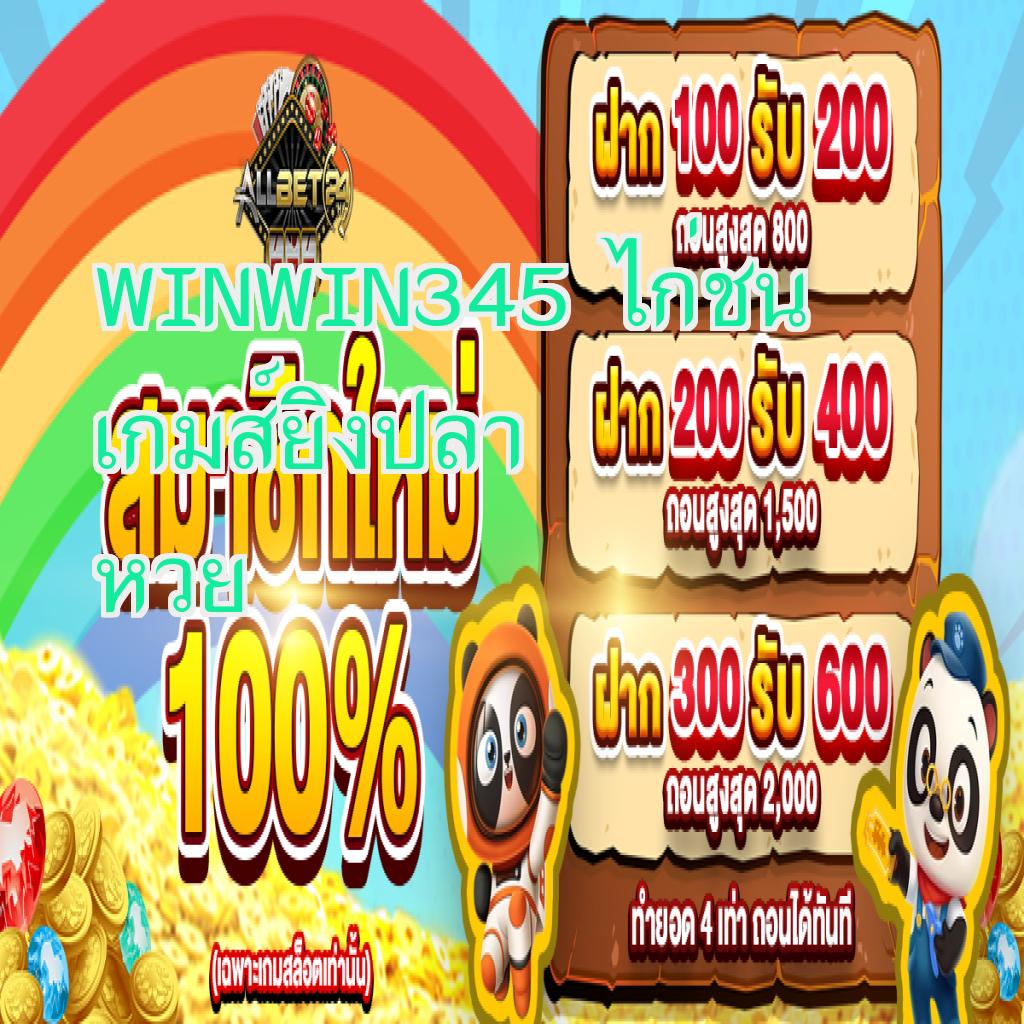 ALLBET24
WINWIN345 ไก่ชน
เกมส์ยิงปลา
หวย
สมาชิกใหม่
100%
(เฉพาะเกมสล็อตเท่านั้น)
ฝาก 100 รับ 200
ถอนสูงสุด 800
ฝาก 200 รับ 400
ถอนสูงสุด 1,500
ฝาก 300 รับ 600
ถอนสูงสุด 2,000
ทำยอด 4 เท่า ถอนได้ทันที